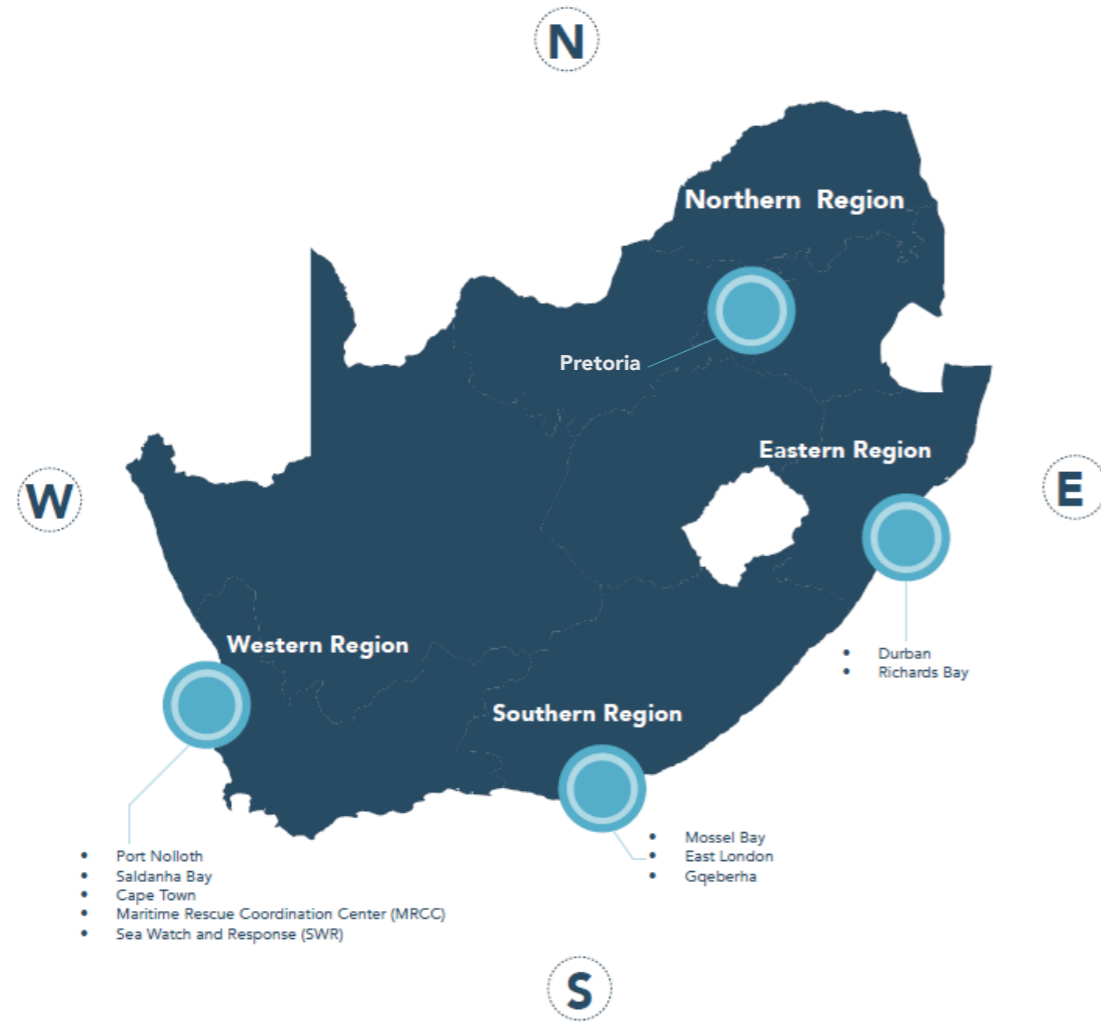 N
Northern Region
Pretoria
Eastern Region
W
E
Western Region
• Durban
• Richards Bay
Southern Region
• Mossel Bay
• East London
• Gqeberha
• Port Nolloth
• Saldanha Bay
• Cape Town
• Maritime Rescue Coordination Center (MRCC)
• Sea Watch and Response (SWR)
S